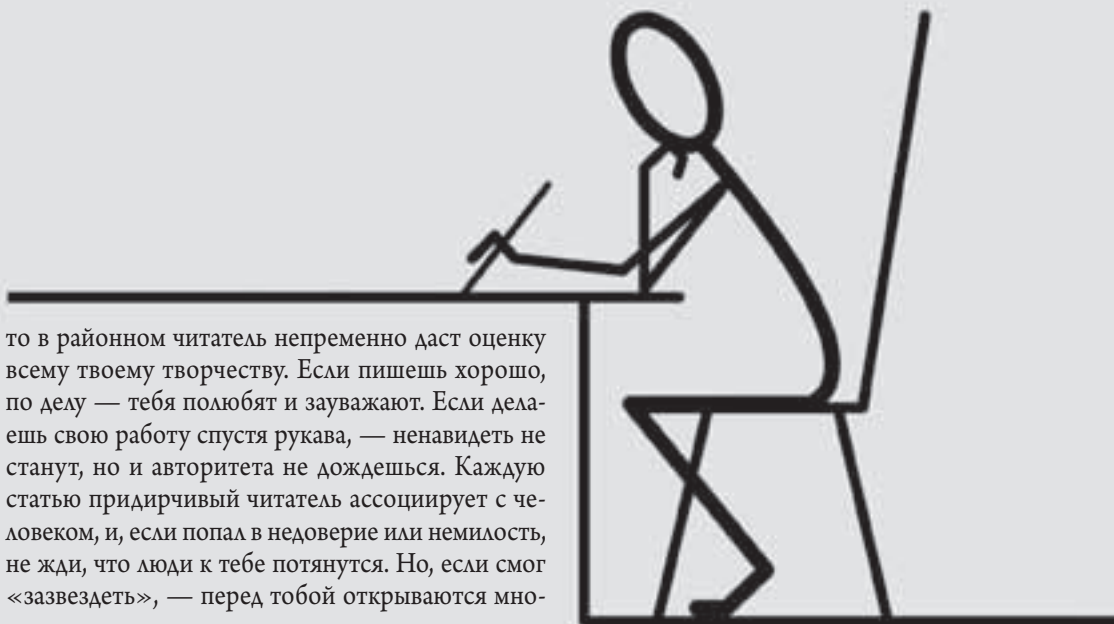 то в районном читатель непременно даст оценку
всему твоему творчеству. Если пишешь хорошо,
по делу — тебя полюбят и зауважают. Если дела-
ешь свою работу спустя рукава, — ненавидеть не
станут, но и авторитета не дождешься. Каждую
статью придирчивый читатель ассоциирует с че-
ловеком, и, если попал в недоверие или немилость,
не жди, что люди к тебе потянутся. Но, если смог
«зазвездеть», — перед тобой открываются мно-